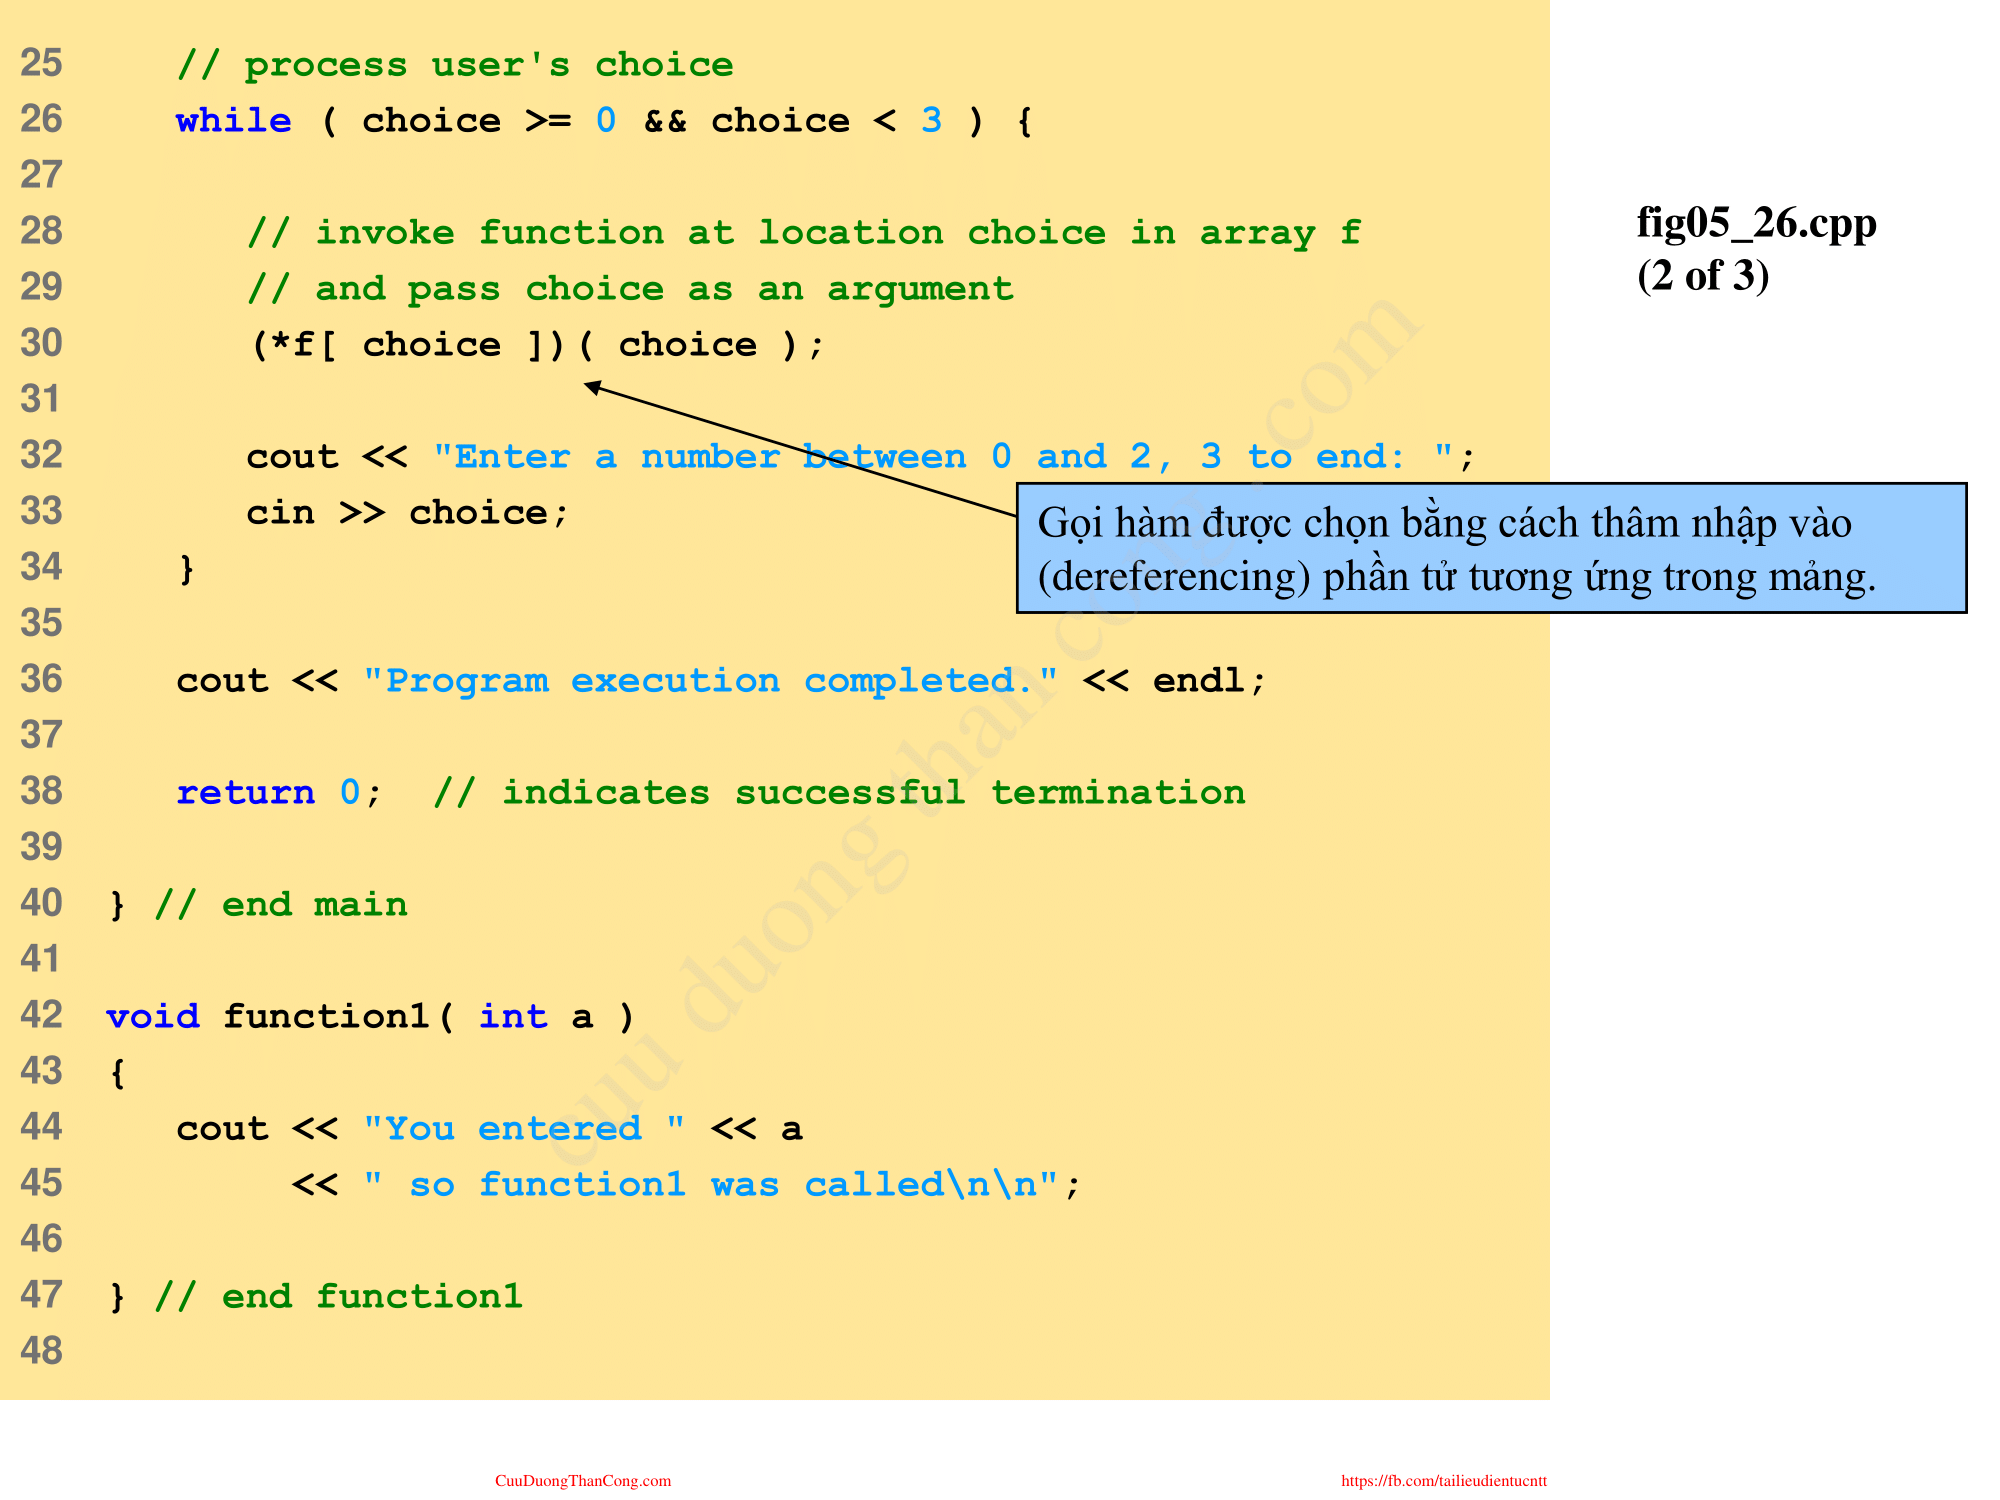 25 // process user's choice
26 while ( choice >= 0 && choice < 3 ) {
27
28 // invoke function at location choice in array f
29 // and pass choice as an argument
30 (*f[ choice ])( choice );
31
32 cout << "Enter a number between 0 and 2, 3 to end: ";
33 cin >> choice;
34 }
35
36 cout << "Program execution completed." << endl;
37
38 return 0; // indicates successful termination
39
40 } // end main
41
42 void function1( int a )
43 {
44 cout << "You entered " << a
45 << " so function1 was called\n\n";
46
47 } // end function1
48
fig05_26.cpp
(2 of 3)
Gọi hàm được chọn bằng cách thâm nhập vào
(dereferencing) phần tử tương ứng trong mảng.
cuu duong than cong . com
CuuDuongThanCong.com
https://fb.com/tailieudientucntt